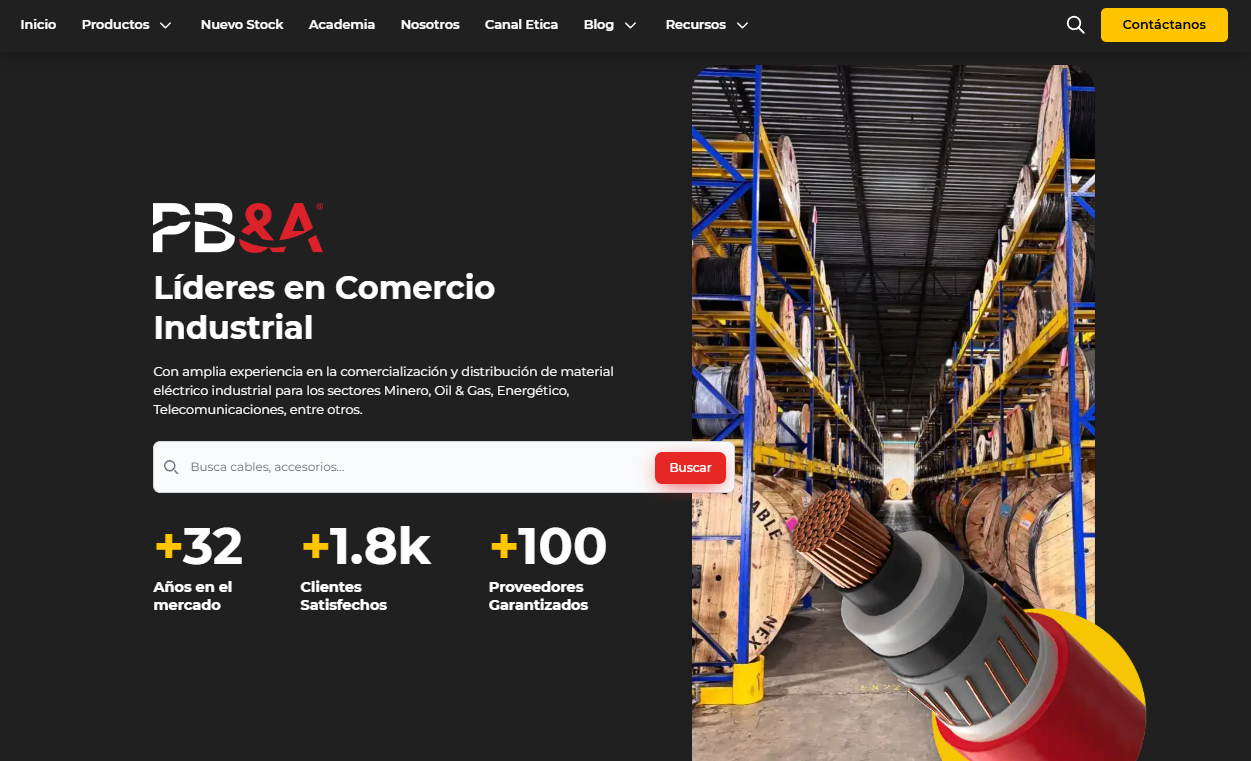 Inicio Productos Nuevo Stock Academia Nosotros Canal Etica Blog Recursos Contáctanos
PB&A®
Líderes en Comercio
Industrial
Con amplia experiencia en la comercialización y distribución de material
eléctrico industrial para los sectores Minero, Oil & Gas, Energético,
Telecomunicaciones, entre otros.
Busca cables, accesorios... Buscar
+32 +1.8k +100
Años en el Clientes Proveedores
mercado Satisfechos Garantizados
CABLE
NEX